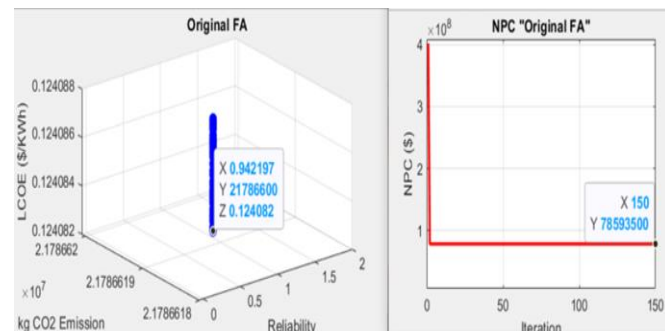 Original FA
0.124088
0.124086
0.124084
0.124082
LCOE ($/KWh)
X 0.942197
Y 21786600
Z 0.124082
2.178662
2.1786619
2.1786618
×10^7
kg CO2 Emission
0
0.5
1
1.5
2
Reliability
NPC "Original FA"
×10^8
4
3
2
1
NPC ($)
X 150
Y 78593500
0
50
100
150
Iteration